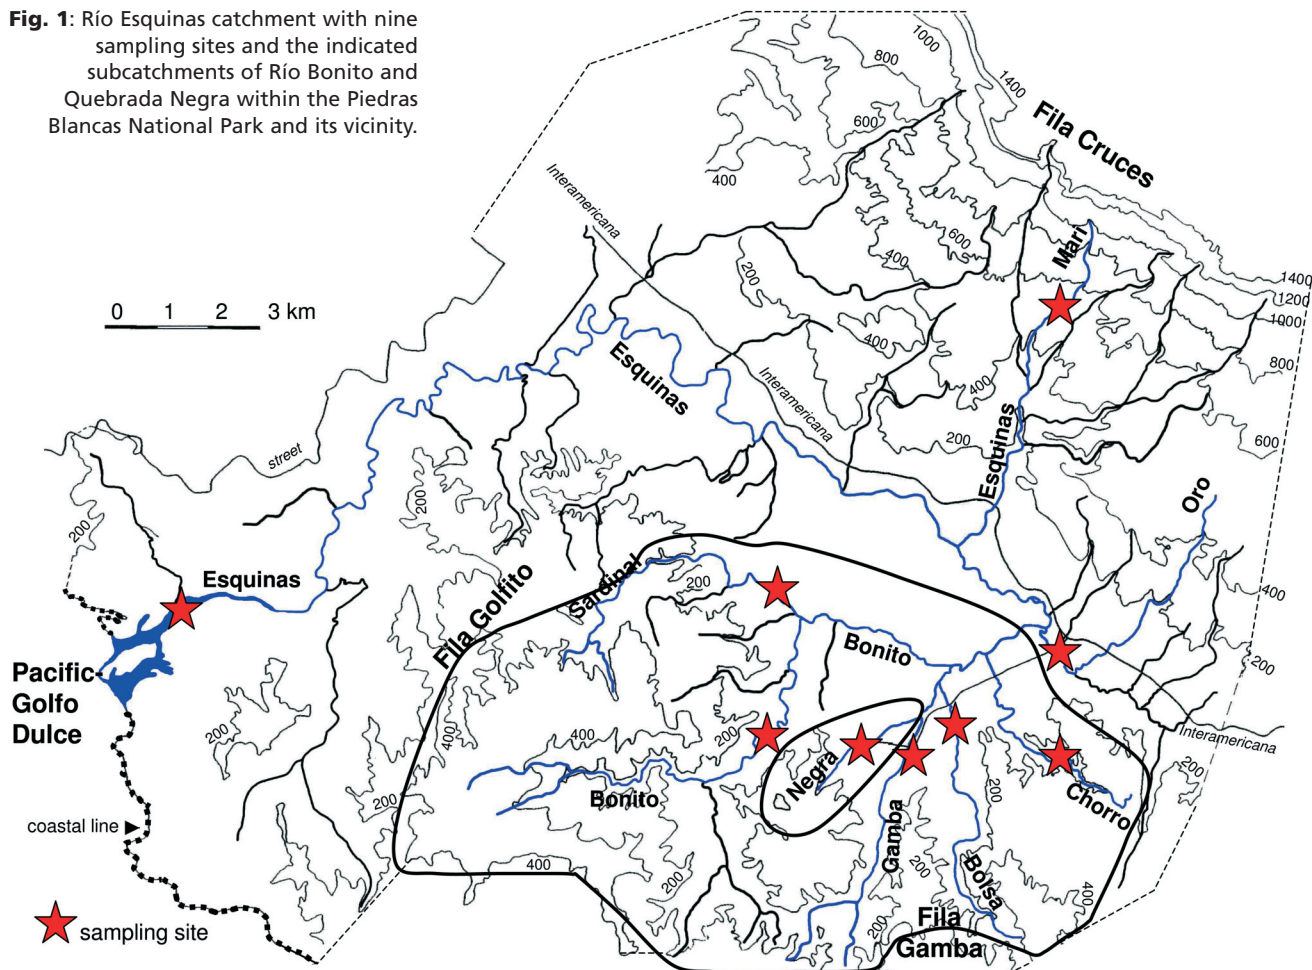 Fig. 1: Río Esquinas catchment with nine
sampling sites and the indicated
subcatchments of Río Bonito and
Quebrada Negra within the Piedras
Blancas National Park and its vicinity.
1000
800
1400
600
400
Fila Cruces
Interamericana
Mari
600
400
200
1400
1200
1000
0 1 2 3 km
400
Esquinas
800
Interamericana
400
Esquinas
200
600
street
200
Oro
200
Esquinas
Sardinal
200
400
Fila Golfito
Bonito
200
Pacific-
Golfo
Dulce
200
400
400
200
Interamericana
Negra
200
200
Bonito
200
Chorro
coastal line
Gamba
400
200
200
Bolsa
400
200
Fila
Gamba
sampling site